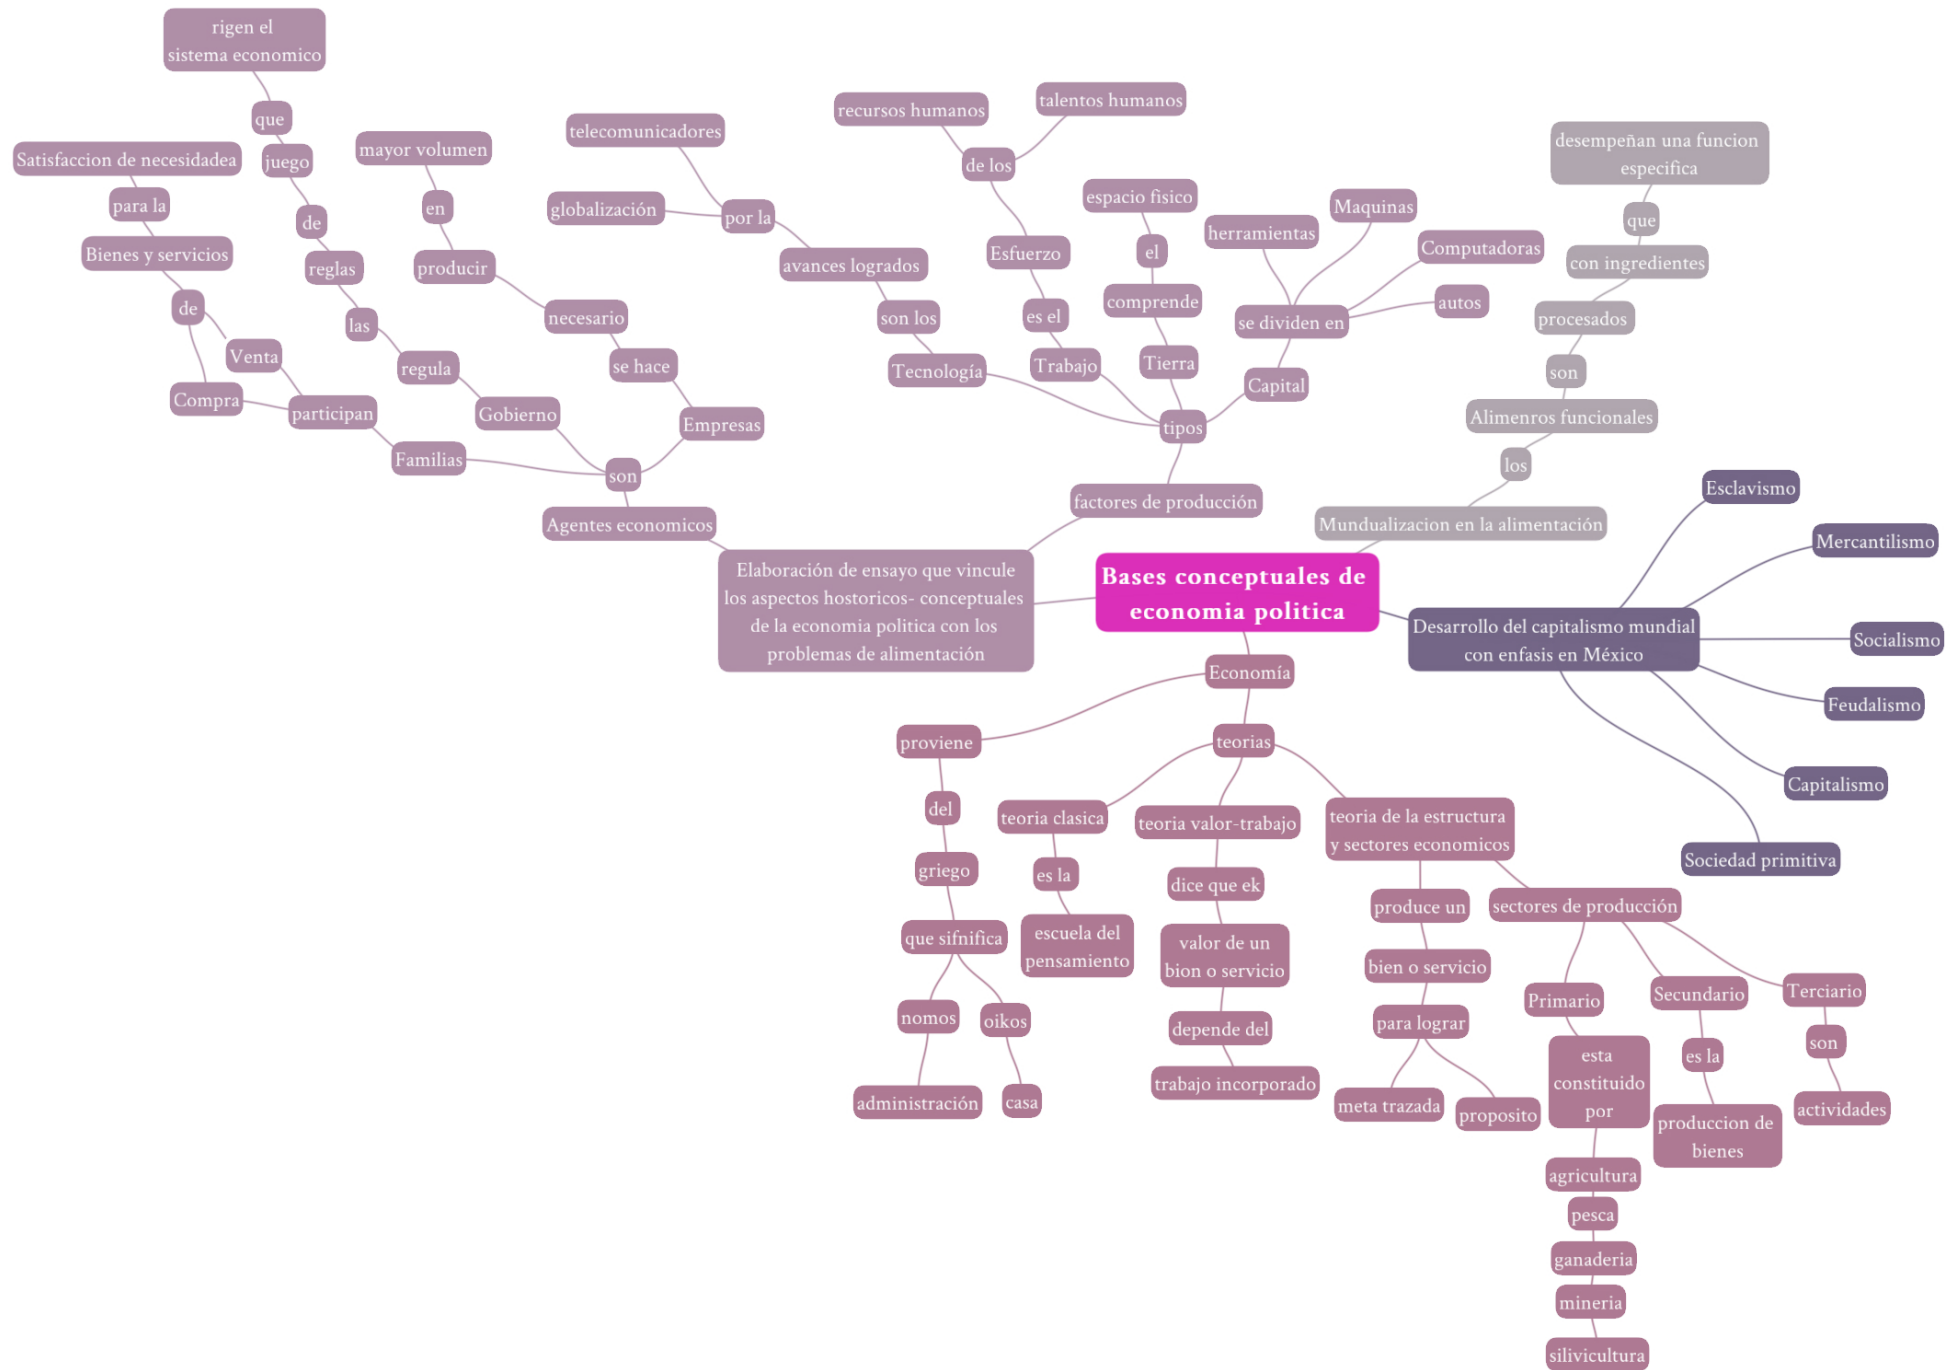 rigen el
sistema economico
que
juego
de
reglas
las
regula
Gobierno
Satisfaccion de necesidadea
para la
Bienes y servicios
de
Venta
Compra
participan
Familias
mayor volumen
en
producir
necesario
se hace
Empresas
son
Agentes economicos
telecomunicadores
globalización
por la
avances logrados
son los
Tecnología
recursos humanos
talentos humanos
de los
Esfuerzo
es el
Trabajo
espacio fisico
el
comprende
Tierra
herramientas
Maquinas
Computadoras
autos
se dividen en
Capital
tipos
factores de producción
Elaboración de ensayo que vincule
los aspectos hostoricos- conceptuales
de la economia politica con los
problemas de alimentación
desempeñan una funcion
especifica
que
con ingredientes
procesados
son
Alimenros funcionales
los
Mundualizacion en la alimentación
Bases conceptuales de
economia politica
Desarrollo del capitalismo mundial
con enfasis en México
Esclavismo
Mercantilismo
Socialismo
Feudalismo
Capitalismo
Sociedad primitiva
Economía
proviene
del
griego
que sifnifica
nomos
oikos
administración
casa
teorias
teoria clasica
es la
escuela del
pensamiento
teoria valor-trabajo
dice que ek
valor de un
bion o servicio
depende del
trabajo incorporado
teoria de la estructura
y sectores economicos
produce un
bien o servicio
para lograr
meta trazada
proposito
sectores de producción
Primario
esta
constituido
por
agricultura
pesca
ganaderia
mineria
silivicultura
Secundario
es la
produccion de
bienes
Terciario
son
actividades